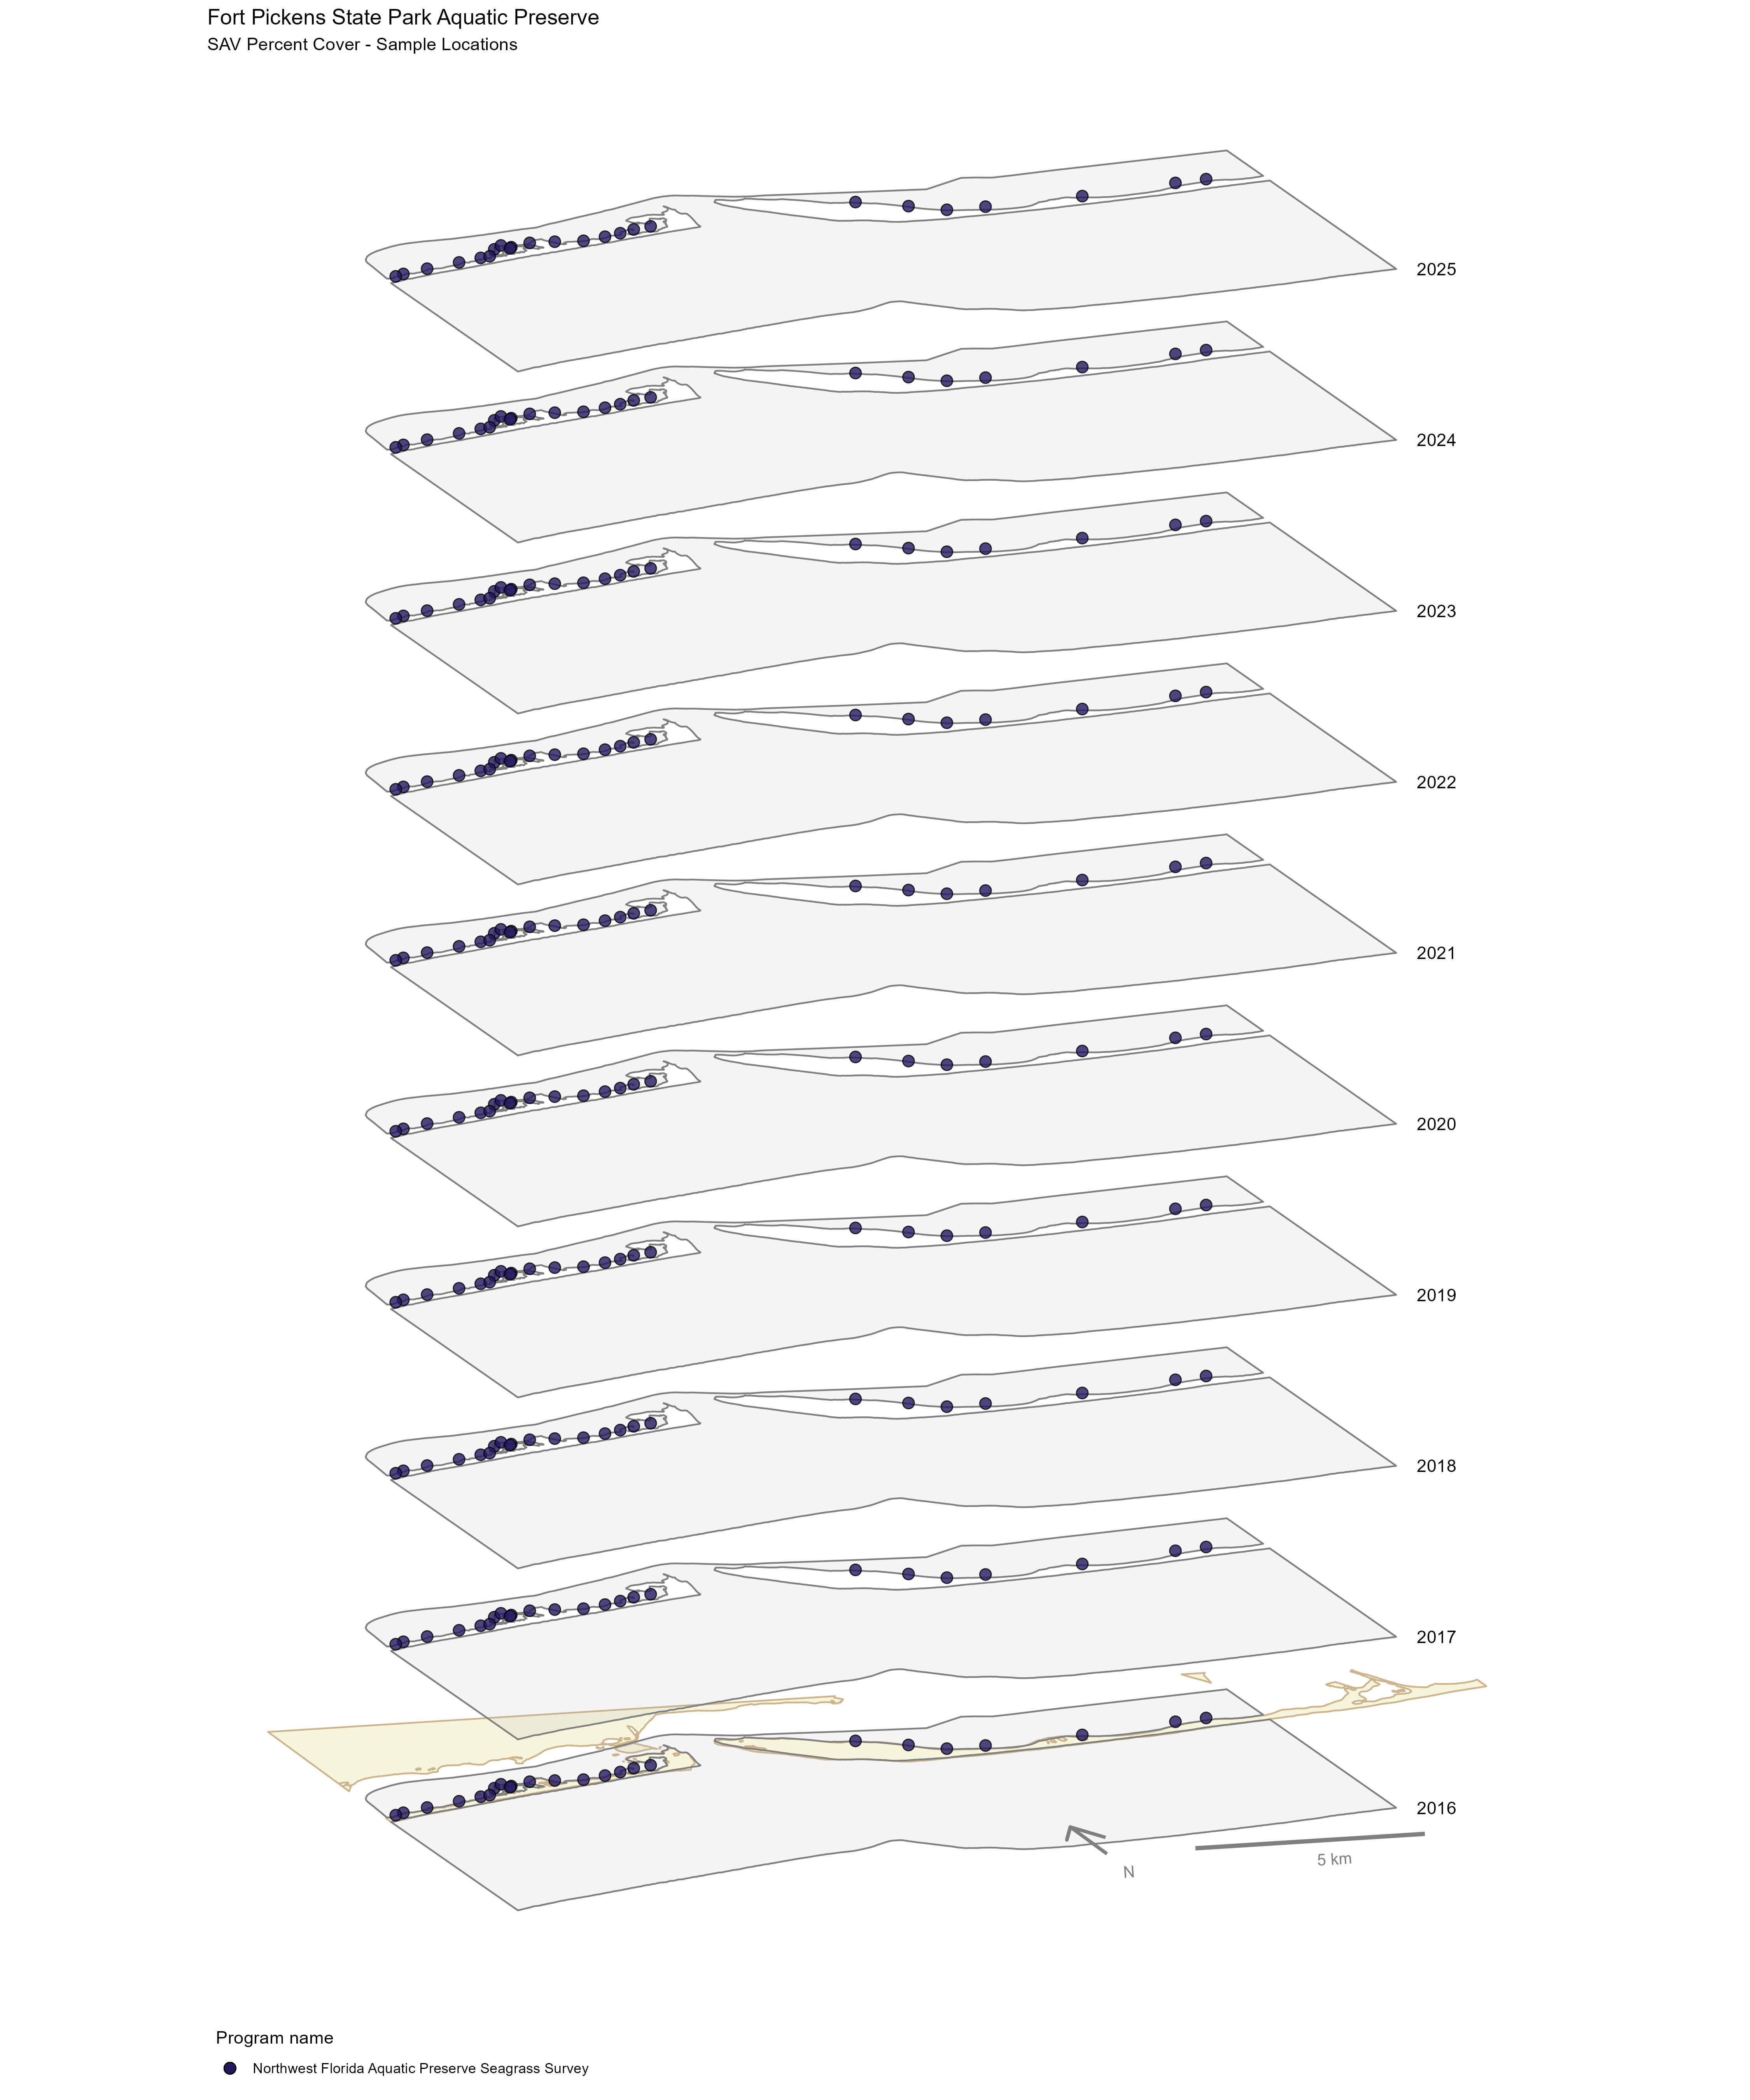 Fort Pickens State Park Aquatic Preserve
SAV Percent Cover - Sample Locations
2025
2024
2023
2022
2021
2020
2019
2018
2017
2016
5 km
N
Program name
Northwest Florida Aquatic Preserve Seagrass Survey